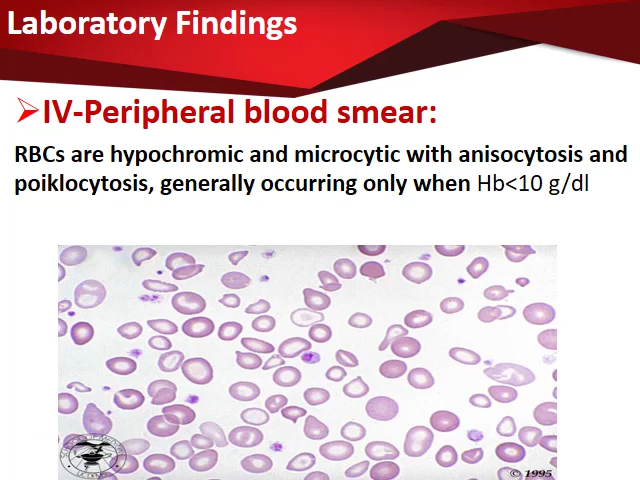 Laboratory Findings
➢IV-Peripheral blood smear:
RBCs are hypochromic and microcytic with anisocytosis and
poiklocytosis, generally occurring only when Hb<10 g/dl
© 1995